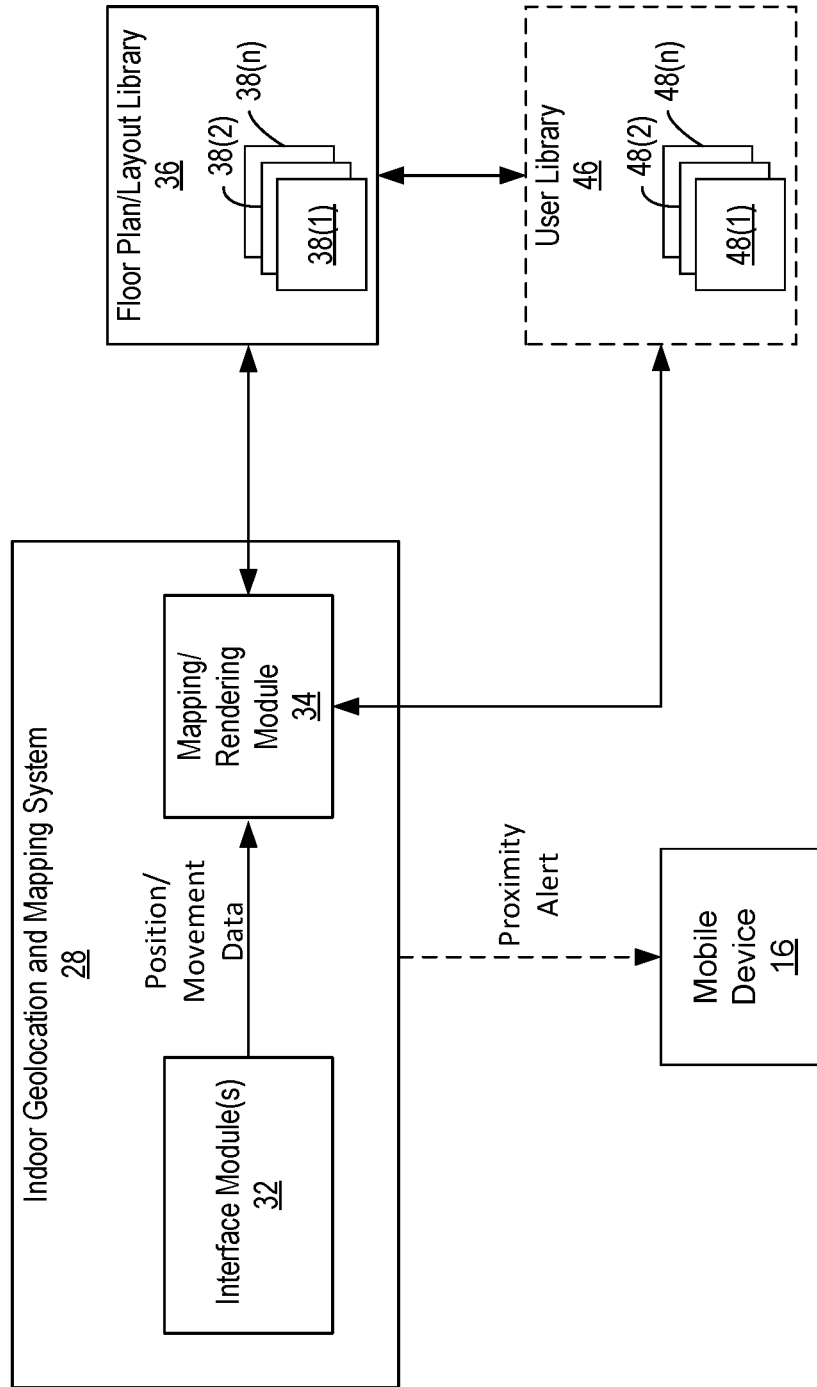 Indoor Geolocation and Mapping System
28
Interface Module(s)
32
Position/
Movement
Data
Mapping/
Rendering
Module
34
Floor Plan/Layout Library
36
38(2)
38(n)
38(1)
User Library
46
48(2)
48(n)
48(1)
Proximity
Alert
Mobile
Device
16